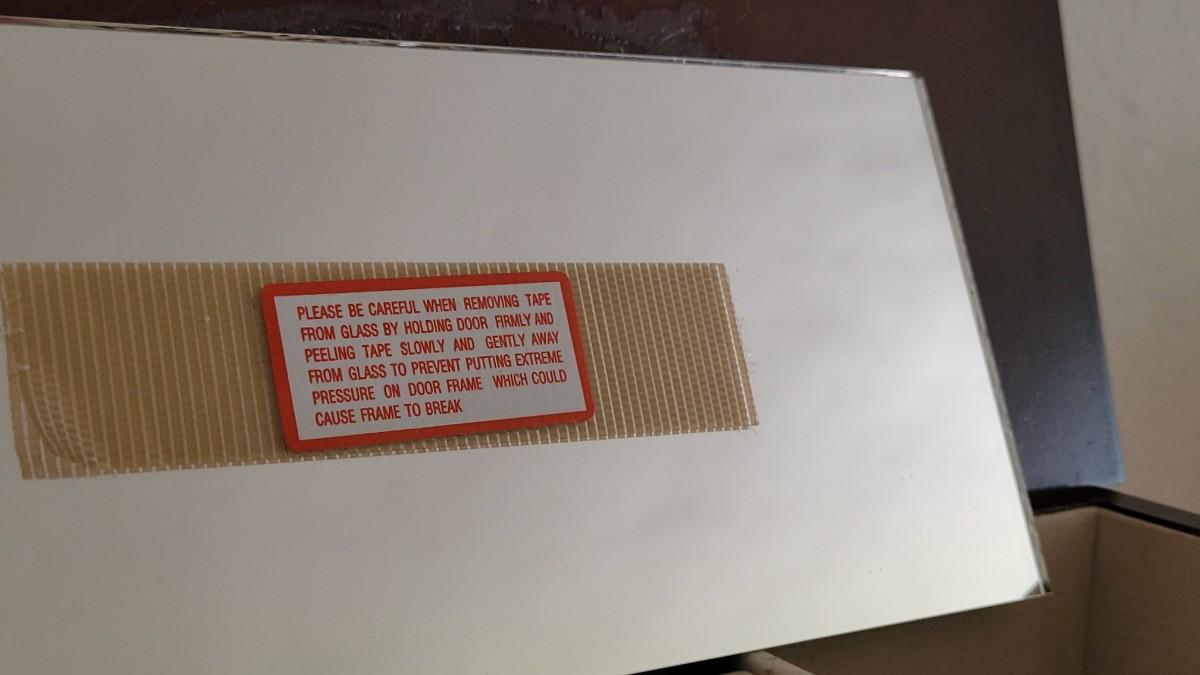 PLEASE BE CAREFUL WHEN REMOVING TAPE
FROM GLASS BY HOLDING DOOR FIRMLY AND
PEELING TAPE SLOWLY AND GENTLY AWAY
FROM GLASS TO PREVENT PUTTING EXTREME
PRESSURE ON DOOR FRAME WHICH COULD
CAUSE FRAME TO BREAK